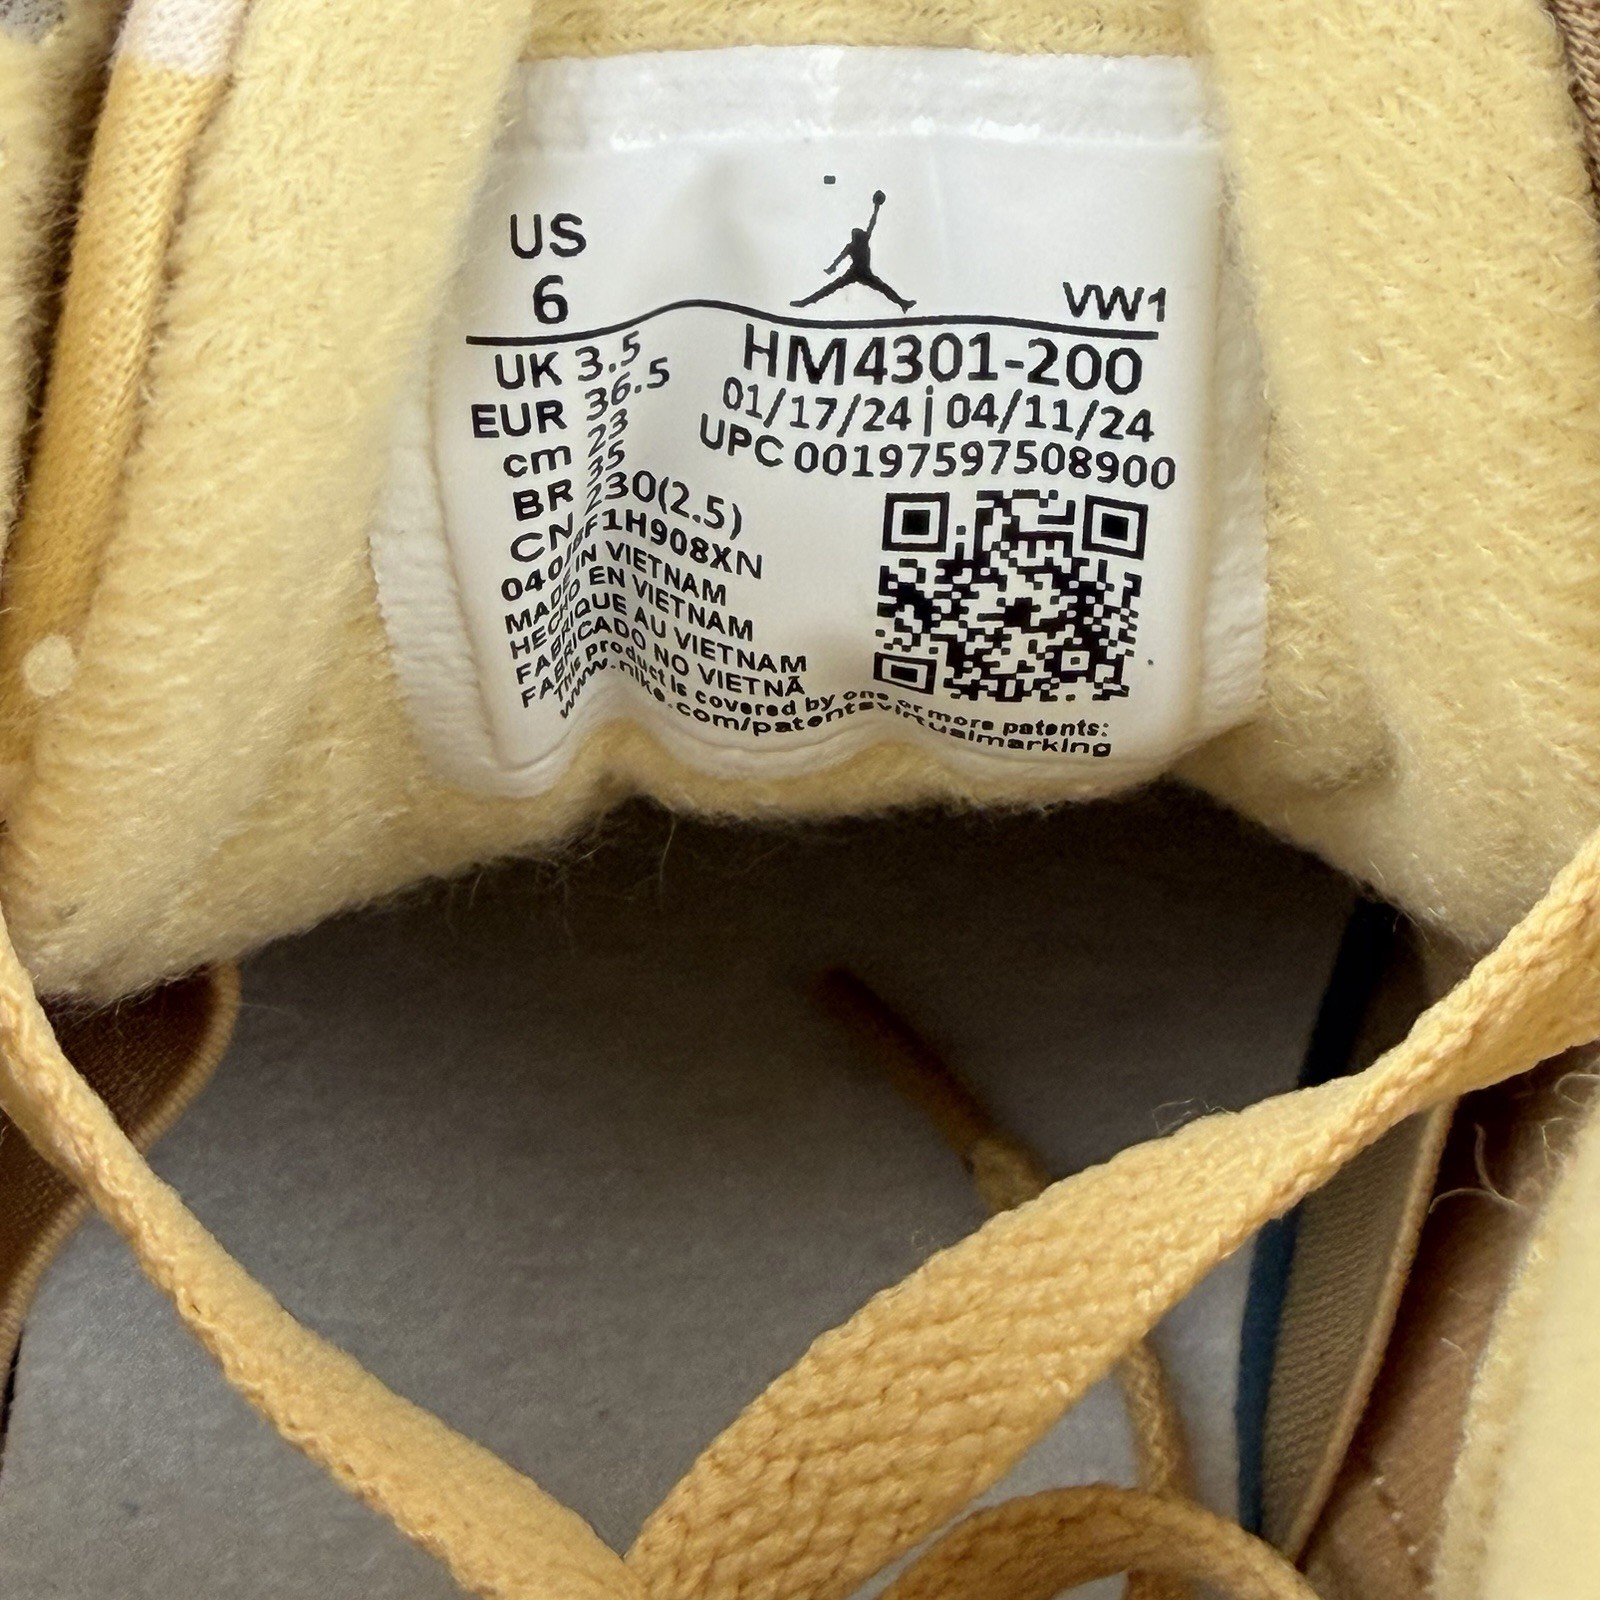 US
6
VW1
UK 3.5
EUR 36.5
cm 23
BR 35
CN 230(2.5)
HM4301-200
01/17/24 | 04/11/24
UPC 00197597508900
F1H908XN
MADE IN VIETNAM
HECHO EN VIETNAM
FABRIQUE AU VIETNAM
FABRICADO NO VIETNÃ
This product is covered by one or more patents:
www.nike.com/patentsvirtualmarking